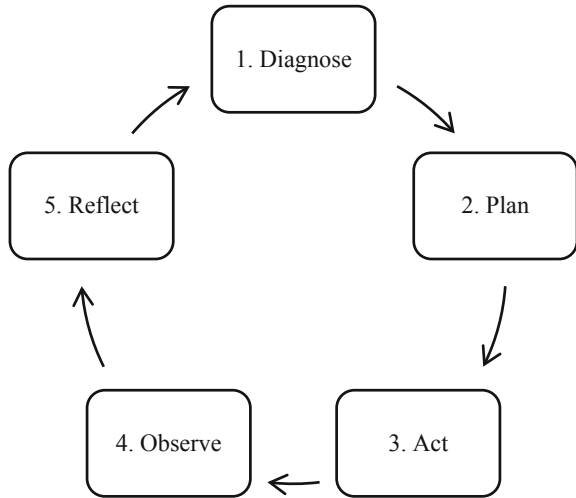 1. Diagnose
2. Plan
3. Act
4. Observe
5. Reflect